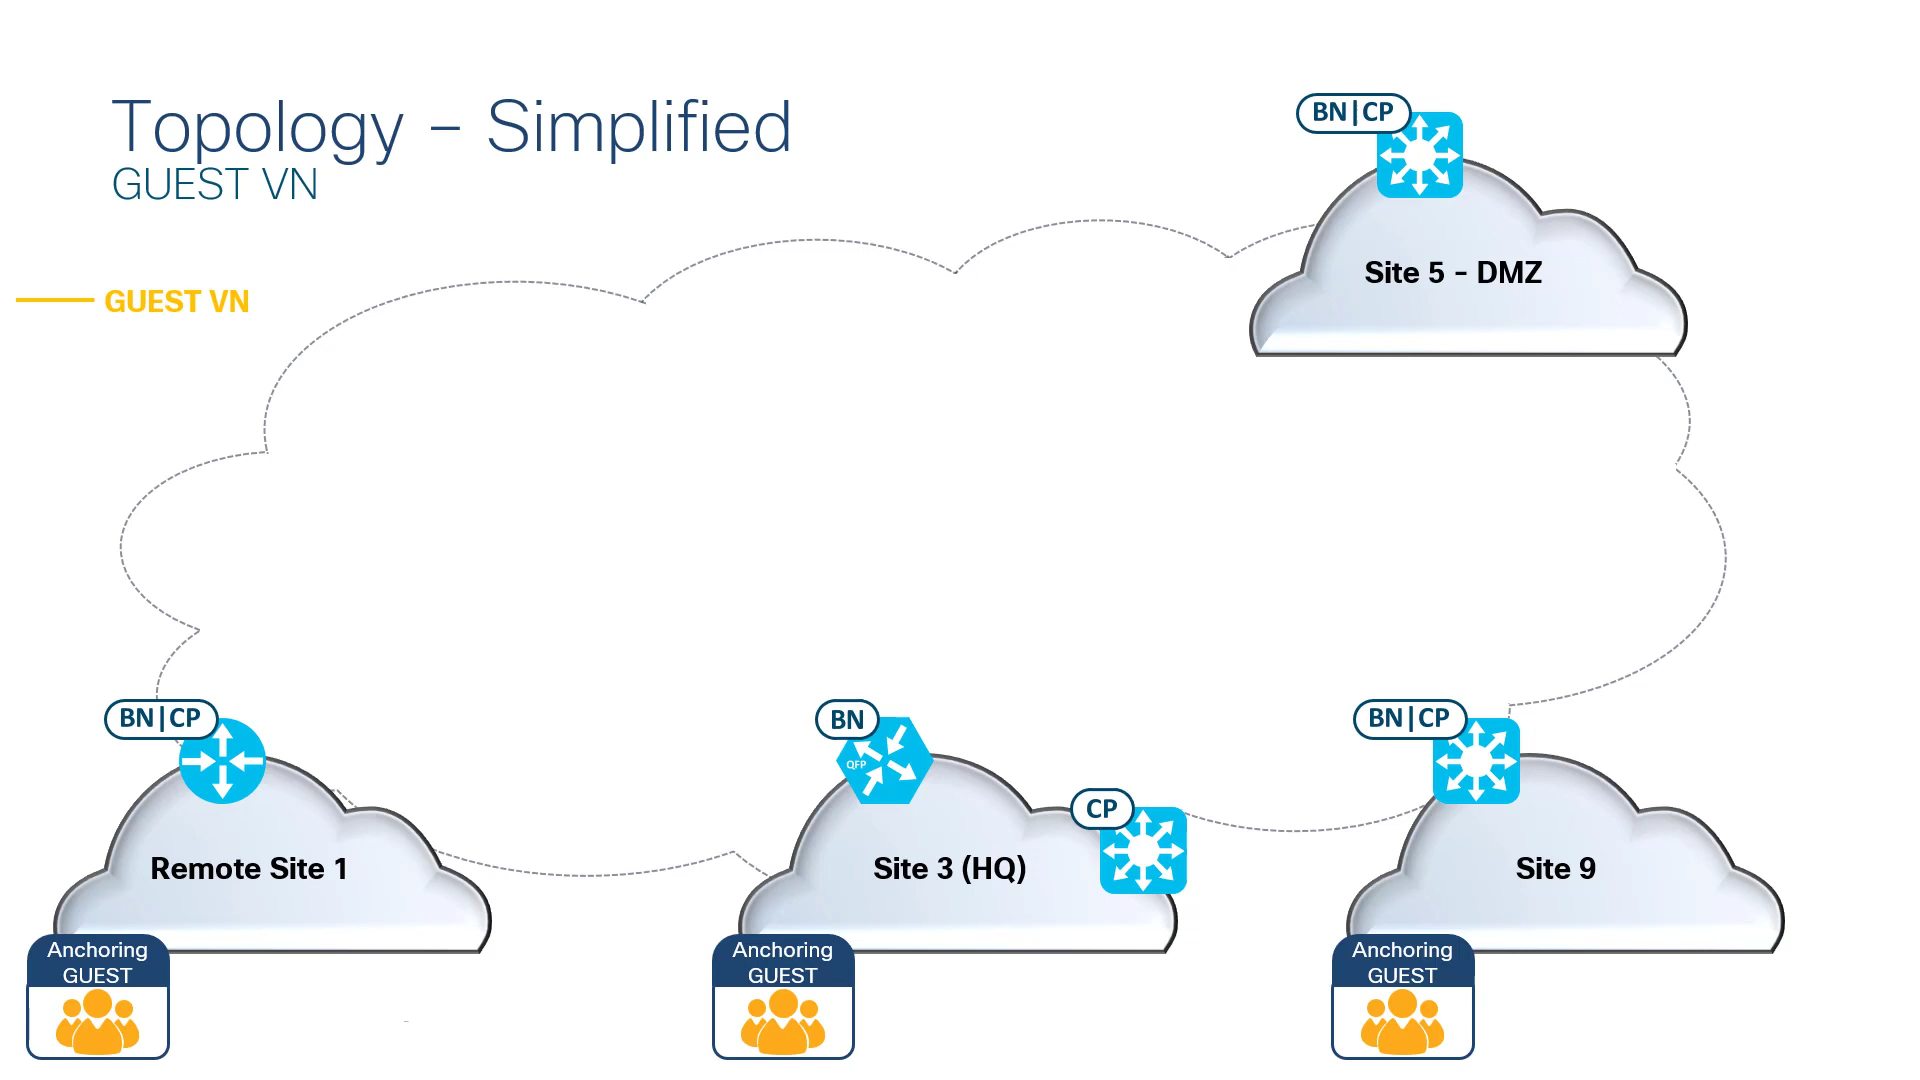 Topology – Simplified
GUEST VN
GUEST VN
BN|CP
Site 5 – DMZ
BN|CP
Remote Site 1
Anchoring
GUEST
BN
QFP
CP
Site 3 (HQ)
Anchoring
GUEST
BN|CP
Site 9
Anchoring
GUEST